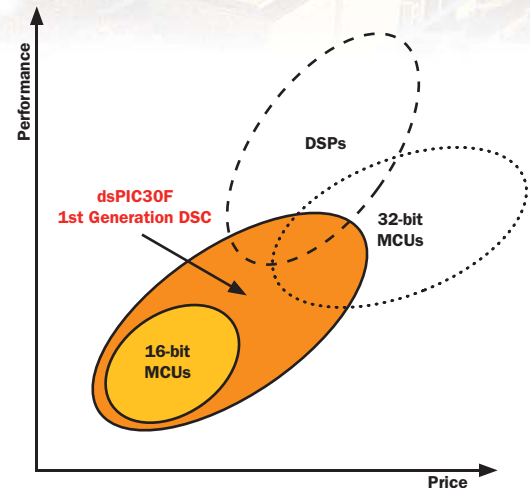 Performance
DSPs
dsPIC30F
1st Generation DSC
32-bit
MCUs
16-bit
MCUs
Price